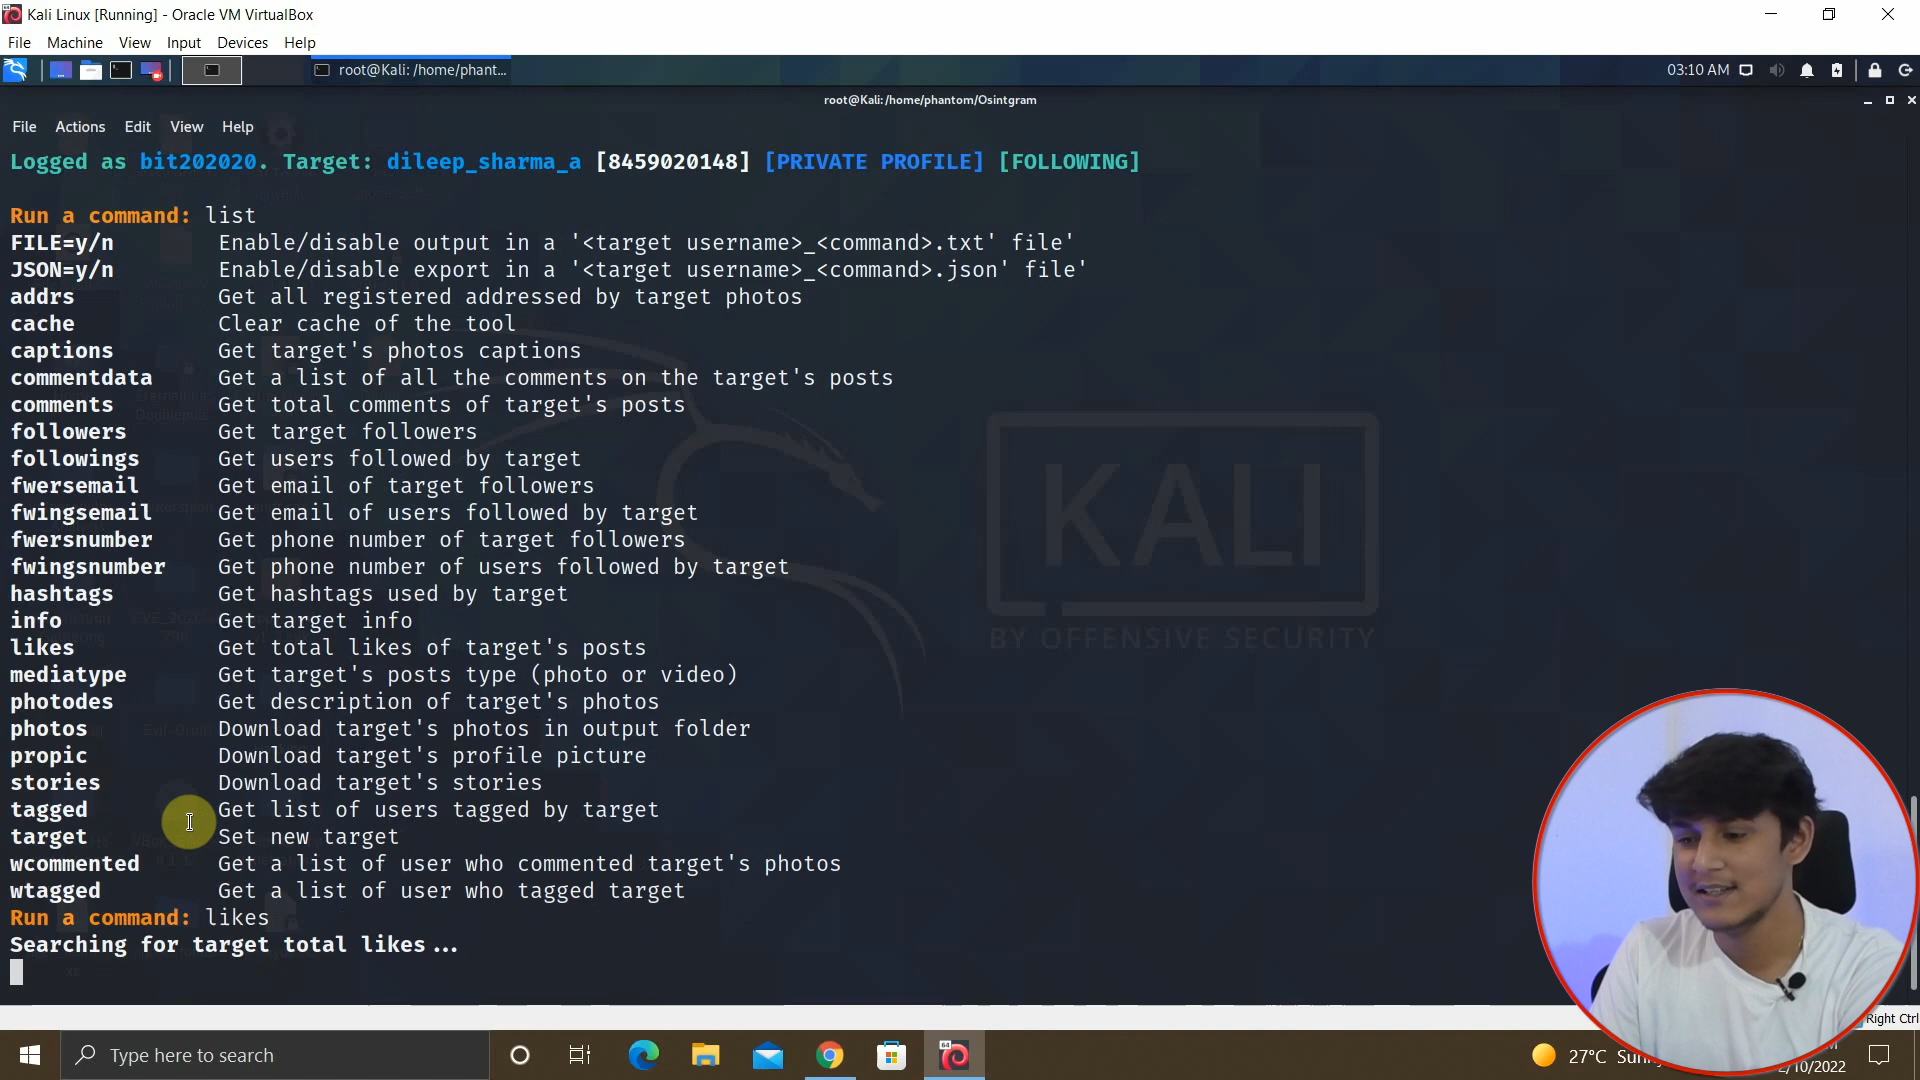 Kali Linux [Running] - Oracle VM VirtualBox
File Machine View Input Devices Help
root@Kali: /home/phant...
03:10 AM
root@Kali:/home/phantom/Osintgram
File Actions Edit View Help
Logged as bit202020. Target: dileep_sharma_a [8459020148] [PRIVATE PROFILE] [FOLLOWING]
Run a command: list
FILE=y/n Enable/disable output in a '<target username>_<command>.txt' file'
JSON=y/n Enable/disable export in a '<target username>_<command>.json' file'
addrs Get all registered addressed by target photos
cache Clear cache of the tool
captions Get target's photos captions
commentdata Get a list of all the comments on the target's posts
comments Get total comments of target's posts
followers Get target followers
followings Get users followed by target
fwersemail Get email of target followers
fwingsemail Get email of users followed by target
fwersnumber Get phone number of target followers
fwingsnumber Get phone number of users followed by target
hashtags Get hashtags used by target
info Get target info
likes Get total likes of target's posts
mediatype Get target's posts type (photo or video)
photodes Get description of target's photos
photos Download target's photos in output folder
propic Download target's profile picture
stories Download target's stories
tagged Get list of users tagged by target
target Set new target
wcommented Get a list of user who commented target's photos
wtagged Get a list of user who tagged target
Run a command: likes
Searching for target total likes...
KALI
BY OFFENSIVE SECURITY
Right Ctrl
Type here to search
64
27°C
/10/2022